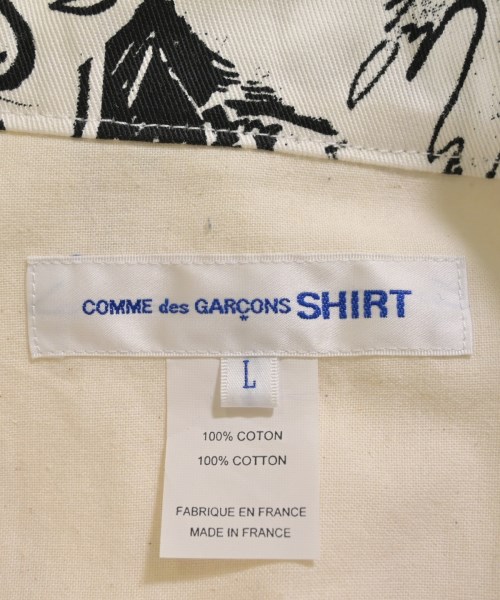 COMME des GARÇONS SHIRT
L
100% COTON
100% COTTON
FABRIQUE EN FRANCE
MADE IN FRANCE